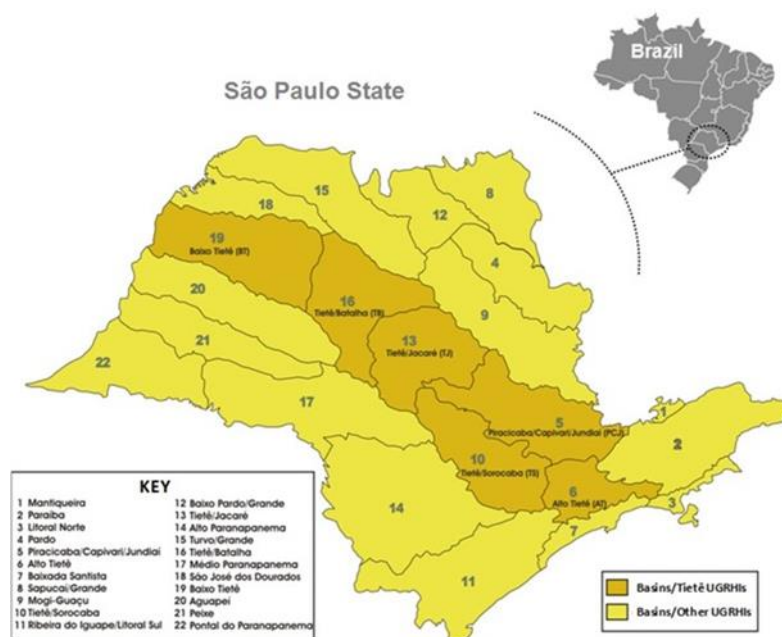 Brazil
São Paulo State
15
8
18
12
19
Baixo Tietê (BT)
4
20
16
Tietê/Batalha (TB)
9
13
Tietê/Jacaré (TJ)
21
22
17
5
Piracicaba/Capivari/Jundiaí (PCJ)
1
2
10
Tietê/Sorocaba (TS)
6
Alto Tietê (AT)
3
14
7
11
KEY
1 Mantiqueira
2 Paraíba
3 Litoral Norte
4 Pardo
5 Piracicaba/Capivari/Jundiaí
6 Alto Tietê
7 Baixada Santista
8 Sapucaí/Grande
9 Mogi-Guaçu
10 Tietê/Sorocaba
11 Ribeira do Iguape/Litoral Sul
12 Baixo Pardo/Grande
13 Tietê/Jacaré
14 Alto Paranapanema
15 Turvo/Grande
16 Tietê/Batalha
17 Médio Paranapanema
18 São José dos Dourados
19 Baixo Tietê
20 Aguapeí
21 Peixe
22 Pontal do Paranapanema
Basins/Tietê UGRHIs
Basins/Other UGRHIs